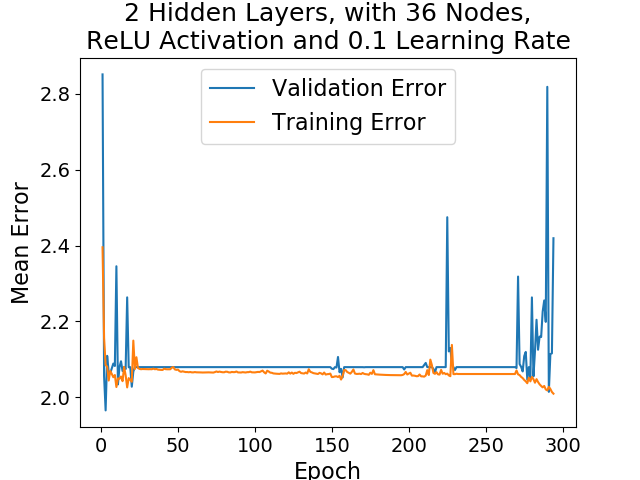 2 Hidden Layers, with 36 Nodes,
ReLU Activation and 0.1 Learning Rate
Validation Error
Training Error
Mean Error
2.8
2.6
2.4
2.2
2.0
0 50 100 150 200 250 300
Epoch